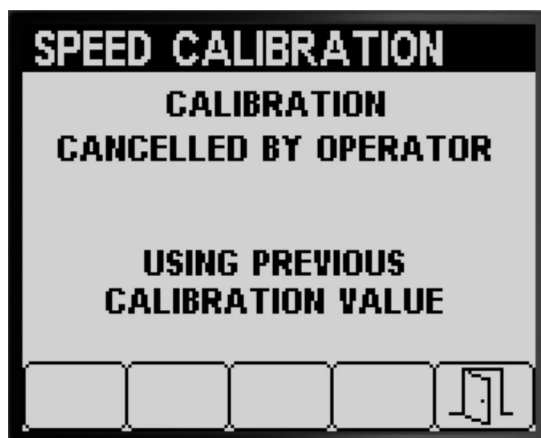 SPEED CALIBRATION
CALIBRATION
CANCELLED BY OPERATOR
USING PREVIOUS
CALIBRATION VALUE